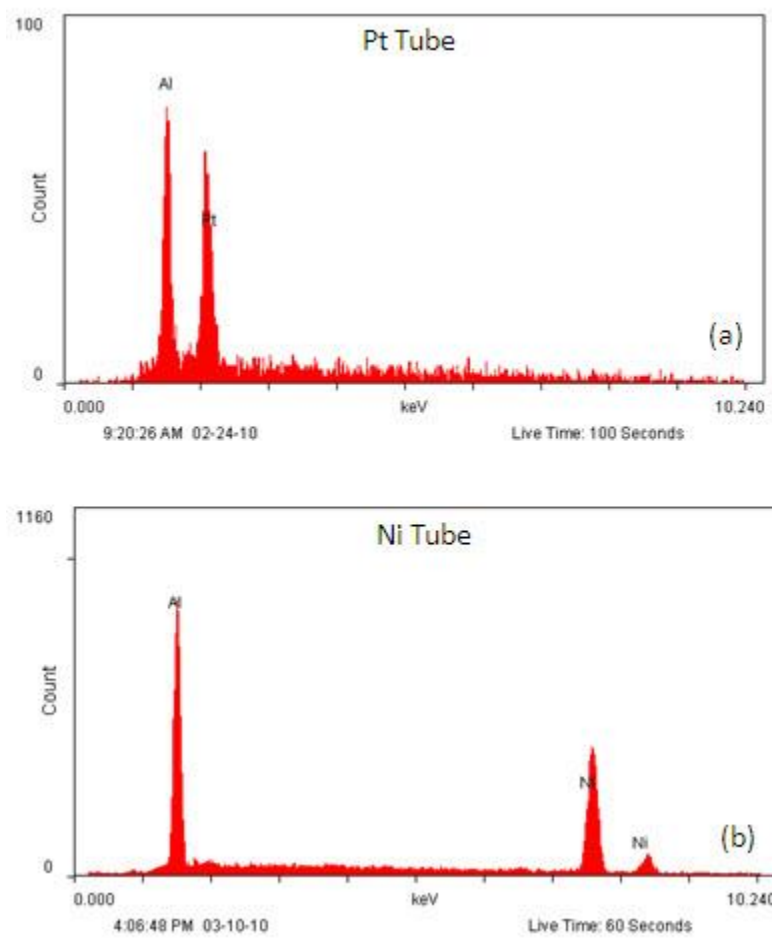 100
Pt Tube
Al
Count
Pt
(a)
0
0.000 keV 10.240
9:20:26 AM 02-24-10 Live Time: 100 Seconds
1160
Ni Tube
Al
Count
Ni
Ni
(b)
0
0.000 keV 10.240
4:06:48 PM 03-10-10 Live Time: 60 Seconds